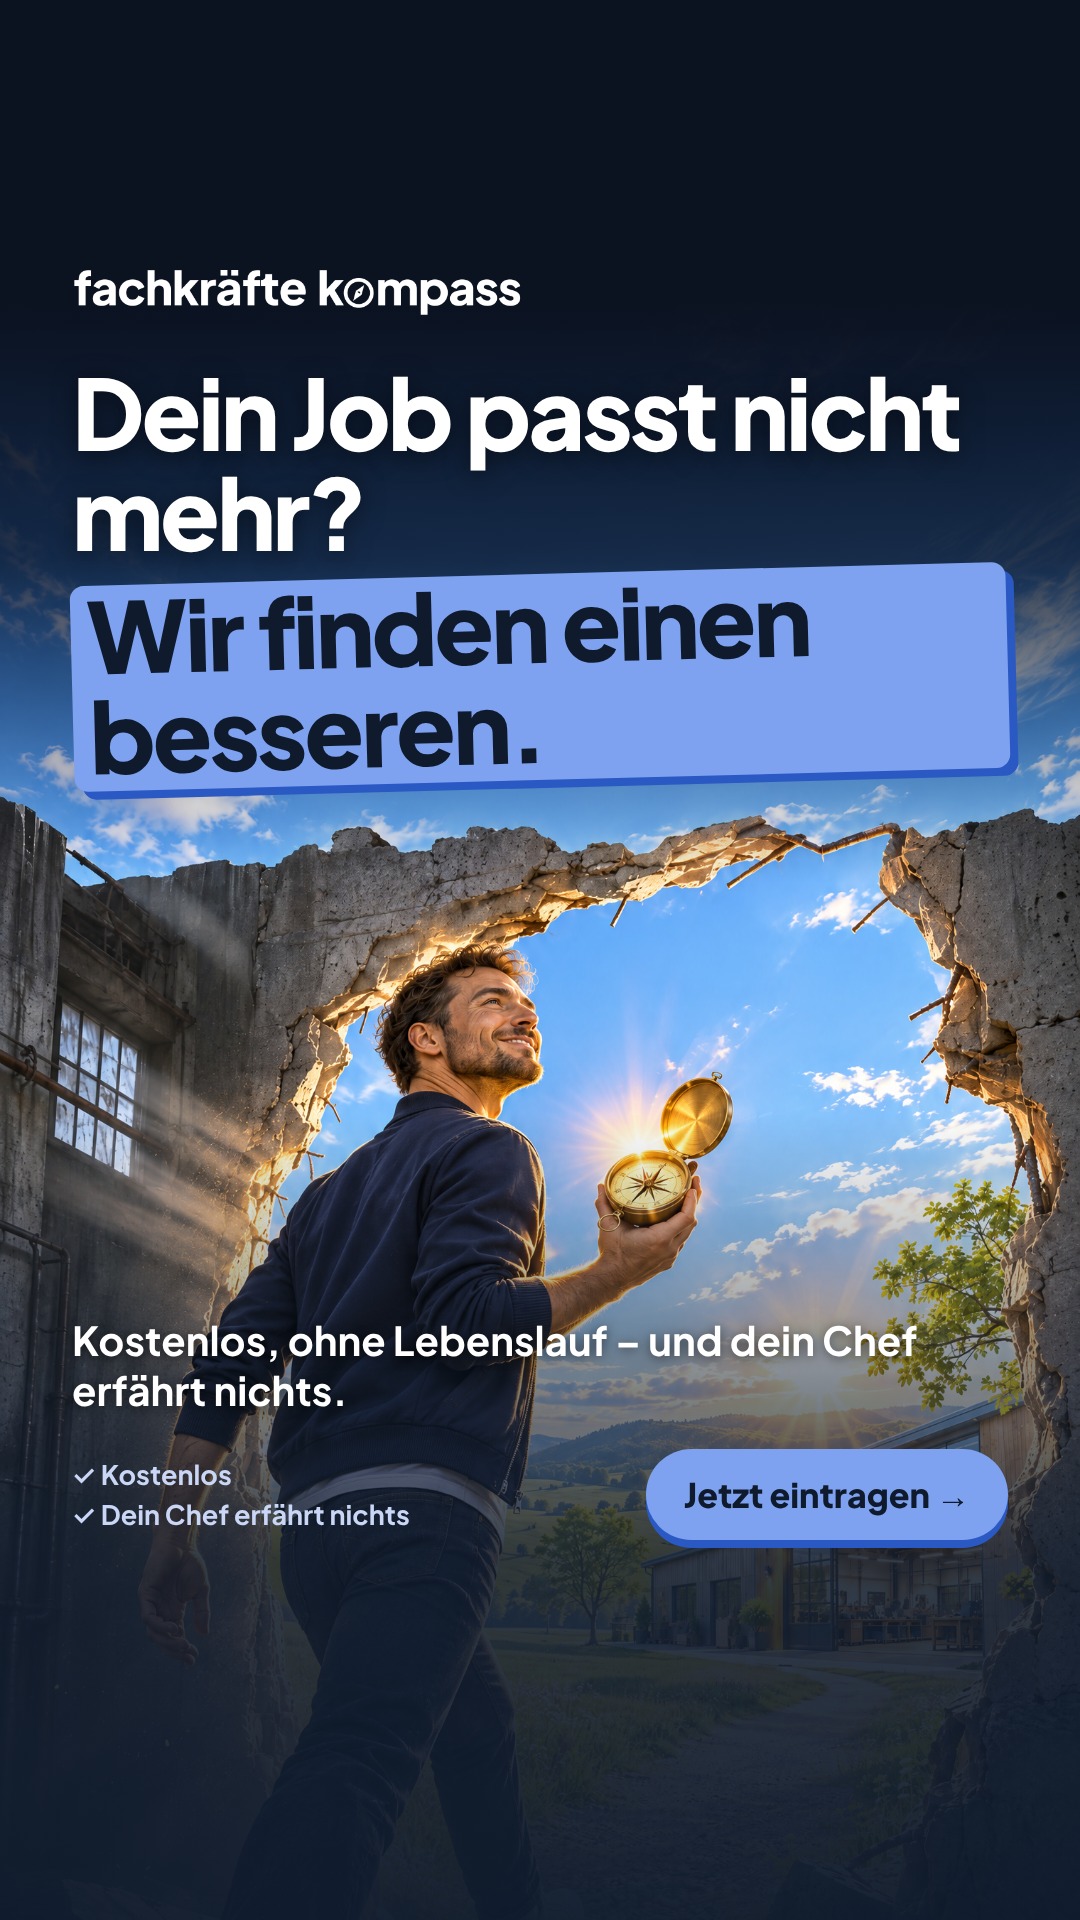 fachkräfte kompass
Dein Job passt nicht
mehr?
Wir finden einen
besseren.
Kostenlos, ohne Lebenslauf – und dein Chef
erfährt nichts.
✓ Kostenlos
✓ Dein Chef erfährt nichts
Jetzt eintragen →